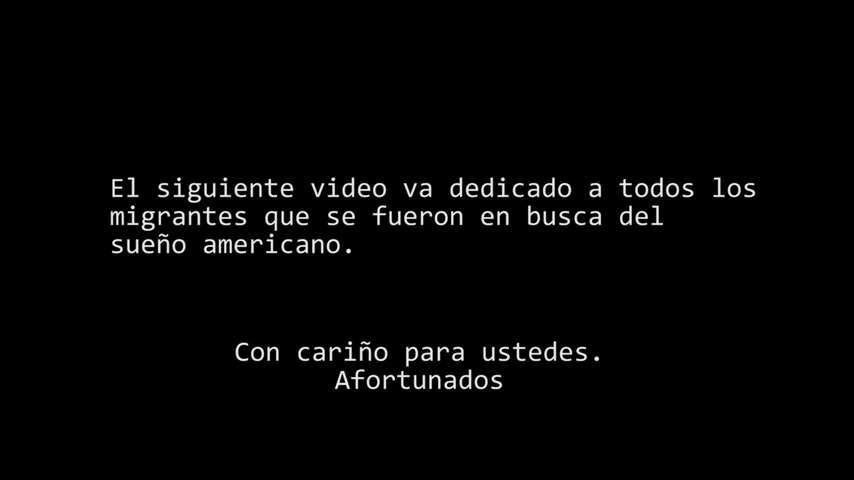 El siguiente video va dedicado a todos los
migrantes que se fueron en busca del
sueño americano.
Con cariño para ustedes.
Afortunados